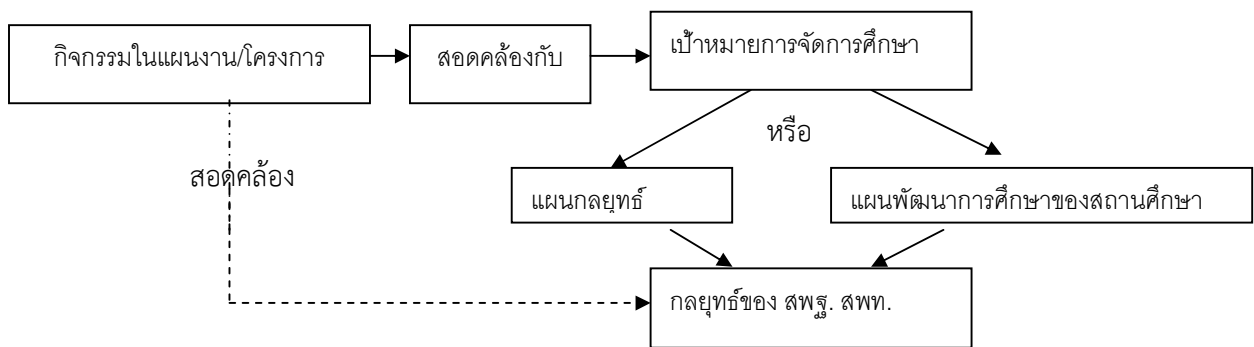 กิจกรรมในแผนงาน/โครงการ
สอดคล้องกับ
เป้าหมายการจัดการศึกษา
หรือ
สอดคล้อง
แผนกลยุทธ์
แผนพัฒนาการศึกษาของสถานศึกษา
กลยุทธ์ของ สพฐ. สพท.